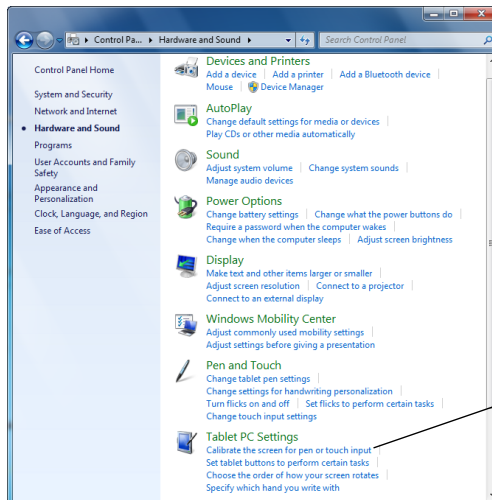 Control Pa... Hardware and Sound Search Control Panel
Control Panel Home
System and Security
Network and Internet
Hardware and Sound
Programs
User Accounts and Family
Safety
Appearance and
Personalization
Clock, Language, and Region
Ease of Access
Devices and Printers
Add a device Add a printer Add a Bluetooth device
Mouse Device Manager
AutoPlay
Change default settings for media or devices
Play CDs or other media automatically
Sound
Adjust system volume Change system sounds
Manage audio devices
Power Options
Change battery settings Change what the power buttons do
Require a password when the computer wakes
Change when the computer sleeps Adjust screen brightness
Display
Make text and other items larger or smaller
Adjust screen resolution Connect to a projector
Connect to an external display
Windows Mobility Center
Adjust commonly used mobility settings
Adjust settings before giving a presentation
Pen and Touch
Change tablet pen settings
Change settings for handwriting personalization
Turn flicks on and off Set flicks to perform certain tasks
Change touch input settings
Tablet PC Settings
Calibrate the screen for pen or touch input
Set tablet buttons to perform certain tasks
Choose the order of how your screen rotates
Specify which hand you write with